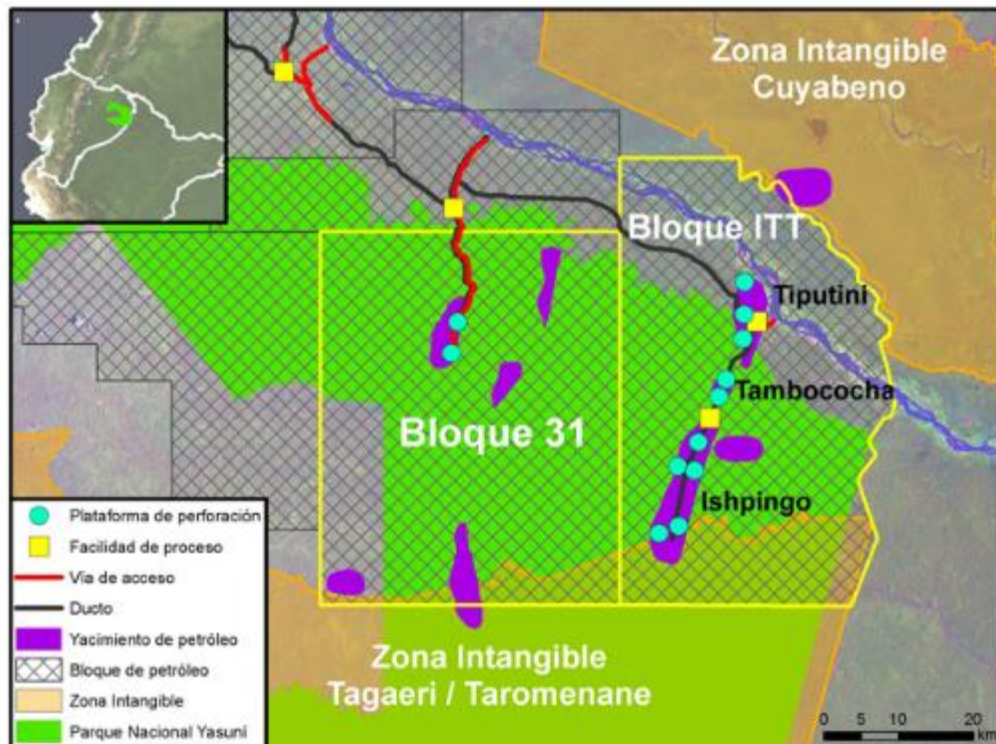 Zona Intangible
Cuyabeno
Bloque ITT
Tiputini
Tambococha
Bloque 31
Ishpingo
Plataforma de perforación
Facilidad de proceso
Vía de acceso
Ducto
Yacimiento de petróleo
Bloque de petróleo
Zona Intangible
Parque Nacional Yasuní
Zona Intangible
Tagaeri / Taromenane
0 5 10 20
km